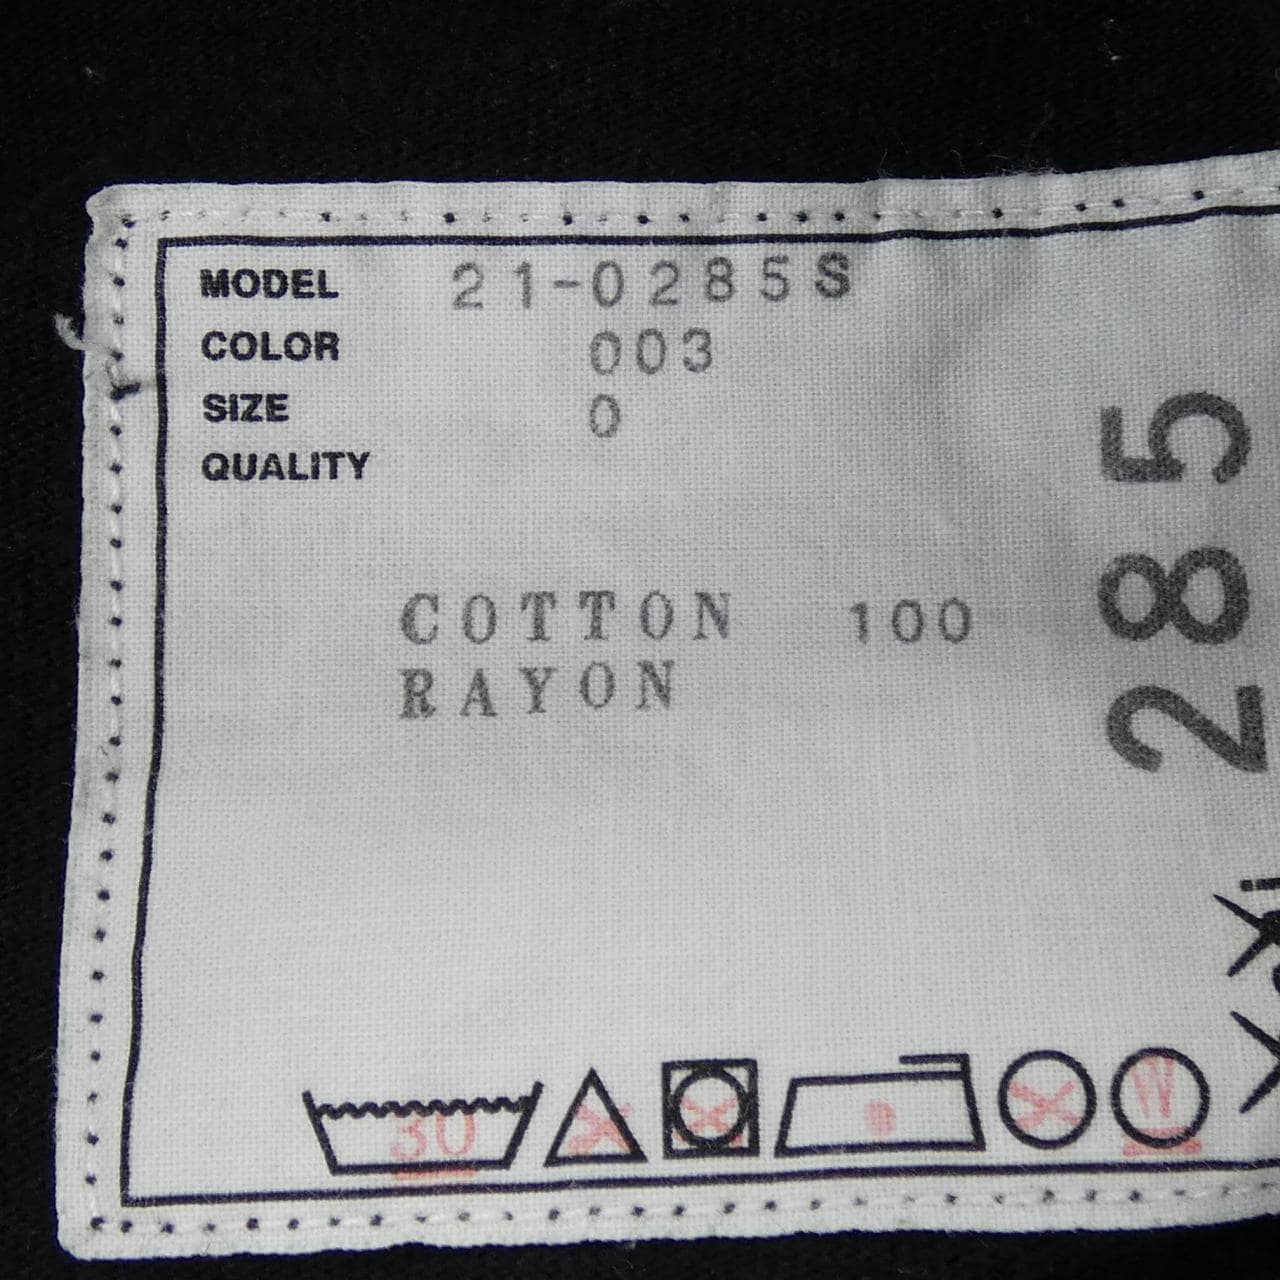 MODEL 21-0285S
COLOR 003
SIZE 0
QUALITY
COTTON 100
RAYON
285
30
W